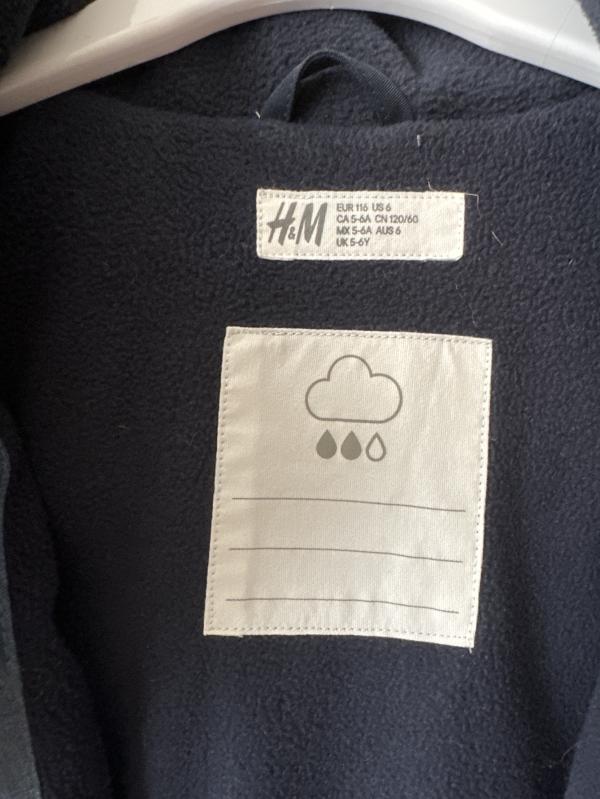 H&M
EUR 116 US 6
CA 5-6A CN 120/60
MX 5-6A AUS 6
UK 5-6Y